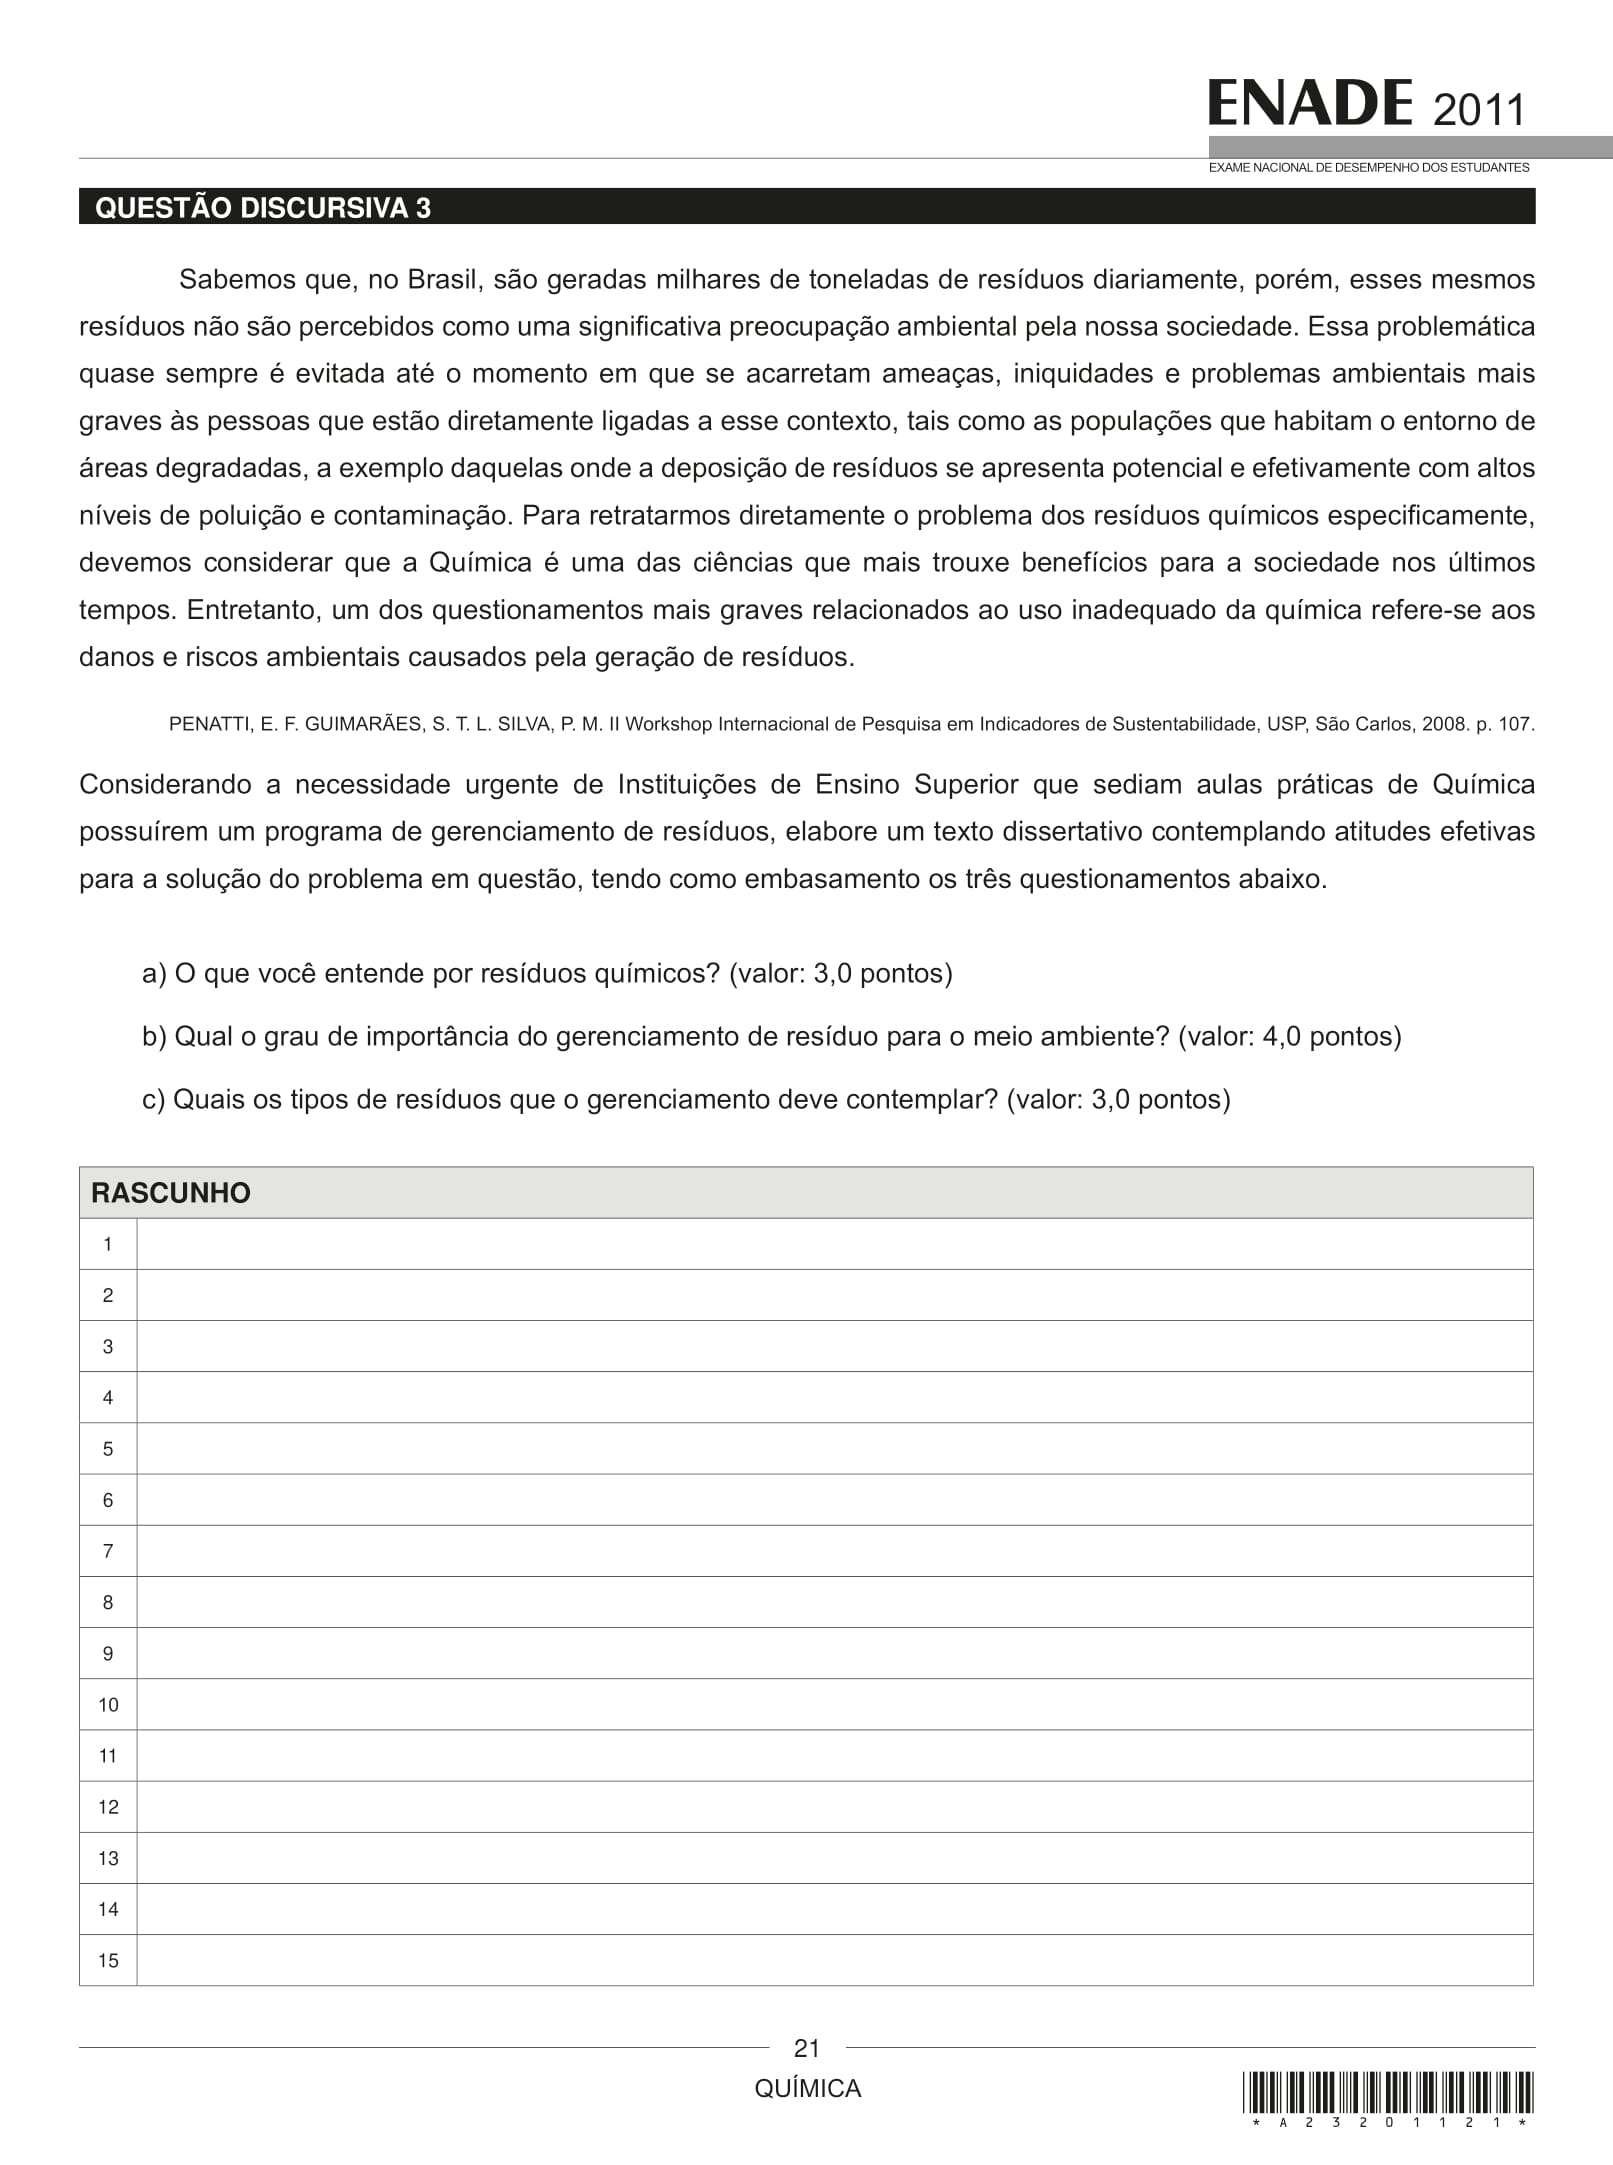 ENADE 2011
EXAME NACIONAL DE DESEMPENHO DOS ESTUDANTES
QUESTÃO DISCURSIVA 3
Sabemos que, no Brasil, são geradas milhares de toneladas de resíduos diariamente, porém, esses mesmos
resíduos não são percebidos como uma significativa preocupação ambiental pela nossa sociedade. Essa problemática
quase sempre é evitada até o momento em que se acarretam ameaças, iniquidades e problemas ambientais mais
graves às pessoas que estão diretamente ligadas a esse contexto, tais como as populações que habitam o entorno de
áreas degradadas, a exemplo daquelas onde a deposição de resíduos se apresenta potencial e efetivamente com altos
níveis de poluição e contaminação. Para retratarmos diretamente o problema dos resíduos químicos especificamente,
devemos considerar que a Química é uma das ciências que mais trouxe benefícios para a sociedade nos últimos
tempos. Entretanto, um dos questionamentos mais graves relacionados ao uso inadequado da química refere-se aos
danos e riscos ambientais causados pela geração de resíduos.
PENATTI, E. F. GUIMARÃES, S. T. L. SILVA, P. M. II Workshop Internacional de Pesquisa em Indicadores de Sustentabilidade, USP, São Carlos, 2008. p. 107.
Considerando a necessidade urgente de Instituições de Ensino Superior que sediam aulas práticas de Química
possuírem um programa de gerenciamento de resíduos, elabore um texto dissertativo contemplando atitudes efetivas
para a solução do problema em questão, tendo como embasamento os três questionamentos abaixo.
a) O que você entende por resíduos químicos? (valor: 3,0 pontos)
b) Qual o grau de importância do gerenciamento de resíduo para o meio ambiente? (valor: 4,0 pontos)
c) Quais os tipos de resíduos que o gerenciamento deve contemplar? (valor: 3,0 pontos)
RASCUNHO
1
2
3
4
5
6
7
8
9
10
11
12
13
14
15
21
QUÍMICA
* A 2 3 2 0 1 1 2 1 *